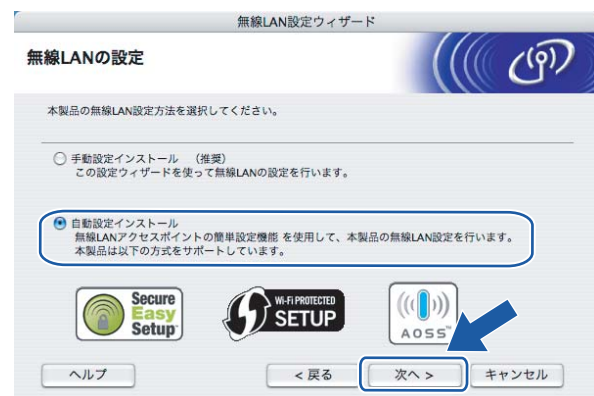 無線LAN設定ウィザード
無線LANの設定
本製品の無線LAN設定方法を選択してください。
手動設定インストール （推奨）
この設定ウィザードを使って無線LANの設定を行います。
自動設定インストール
無線LANアクセスポイントの簡単設定機能 を使用して、本製品の無線LAN設定を行います。
本製品は以下の方式をサポートしています。
Secure
Easy
Setup
Wi-Fi PROTECTED
SETUP
AOSS™
ヘルプ
< 戻る
次へ >
キャンセル